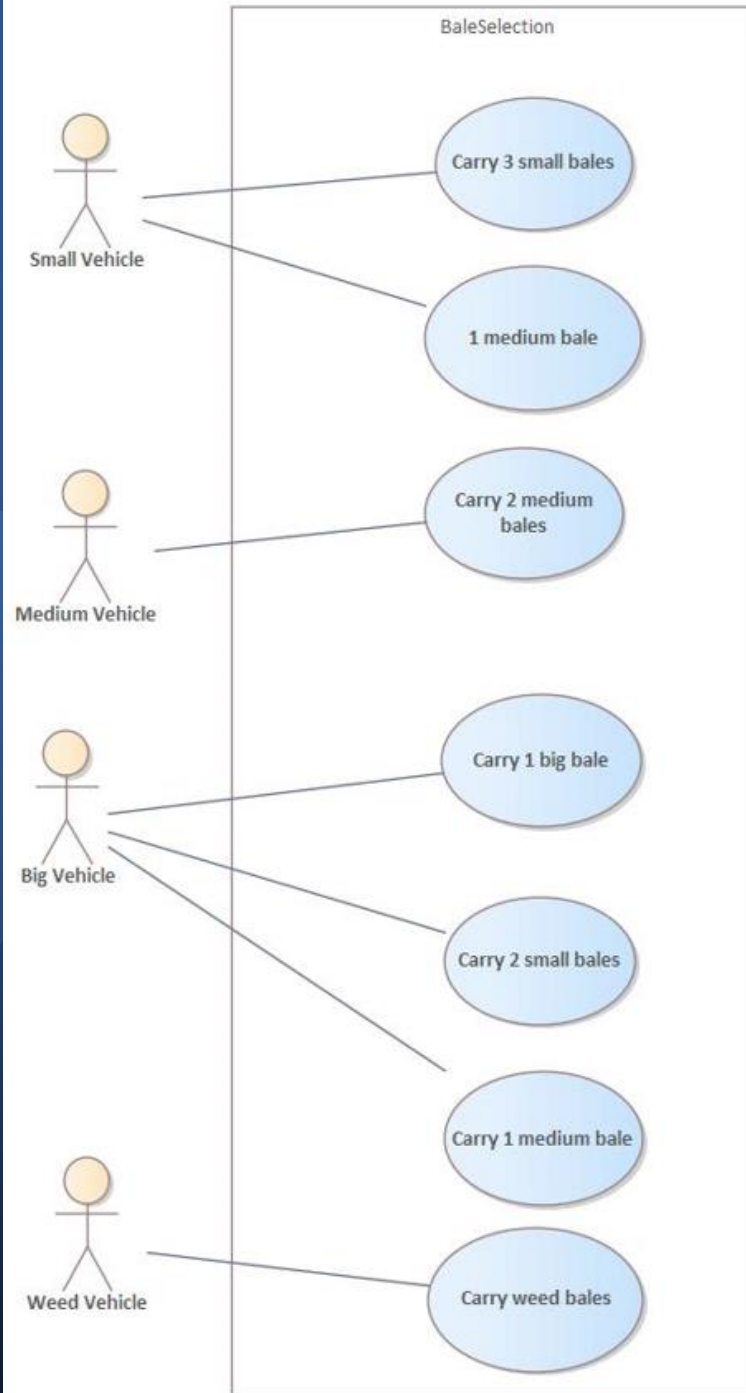 BaleSelection
Carry 3 small bales
Small Vehicle
1 medium bale
Carry 2 medium
bales
Medium Vehicle
Carry 1 big bale
Big Vehicle
Carry 2 small bales
Carry 1 medium bale
Weed Vehicle
Carry weed bales